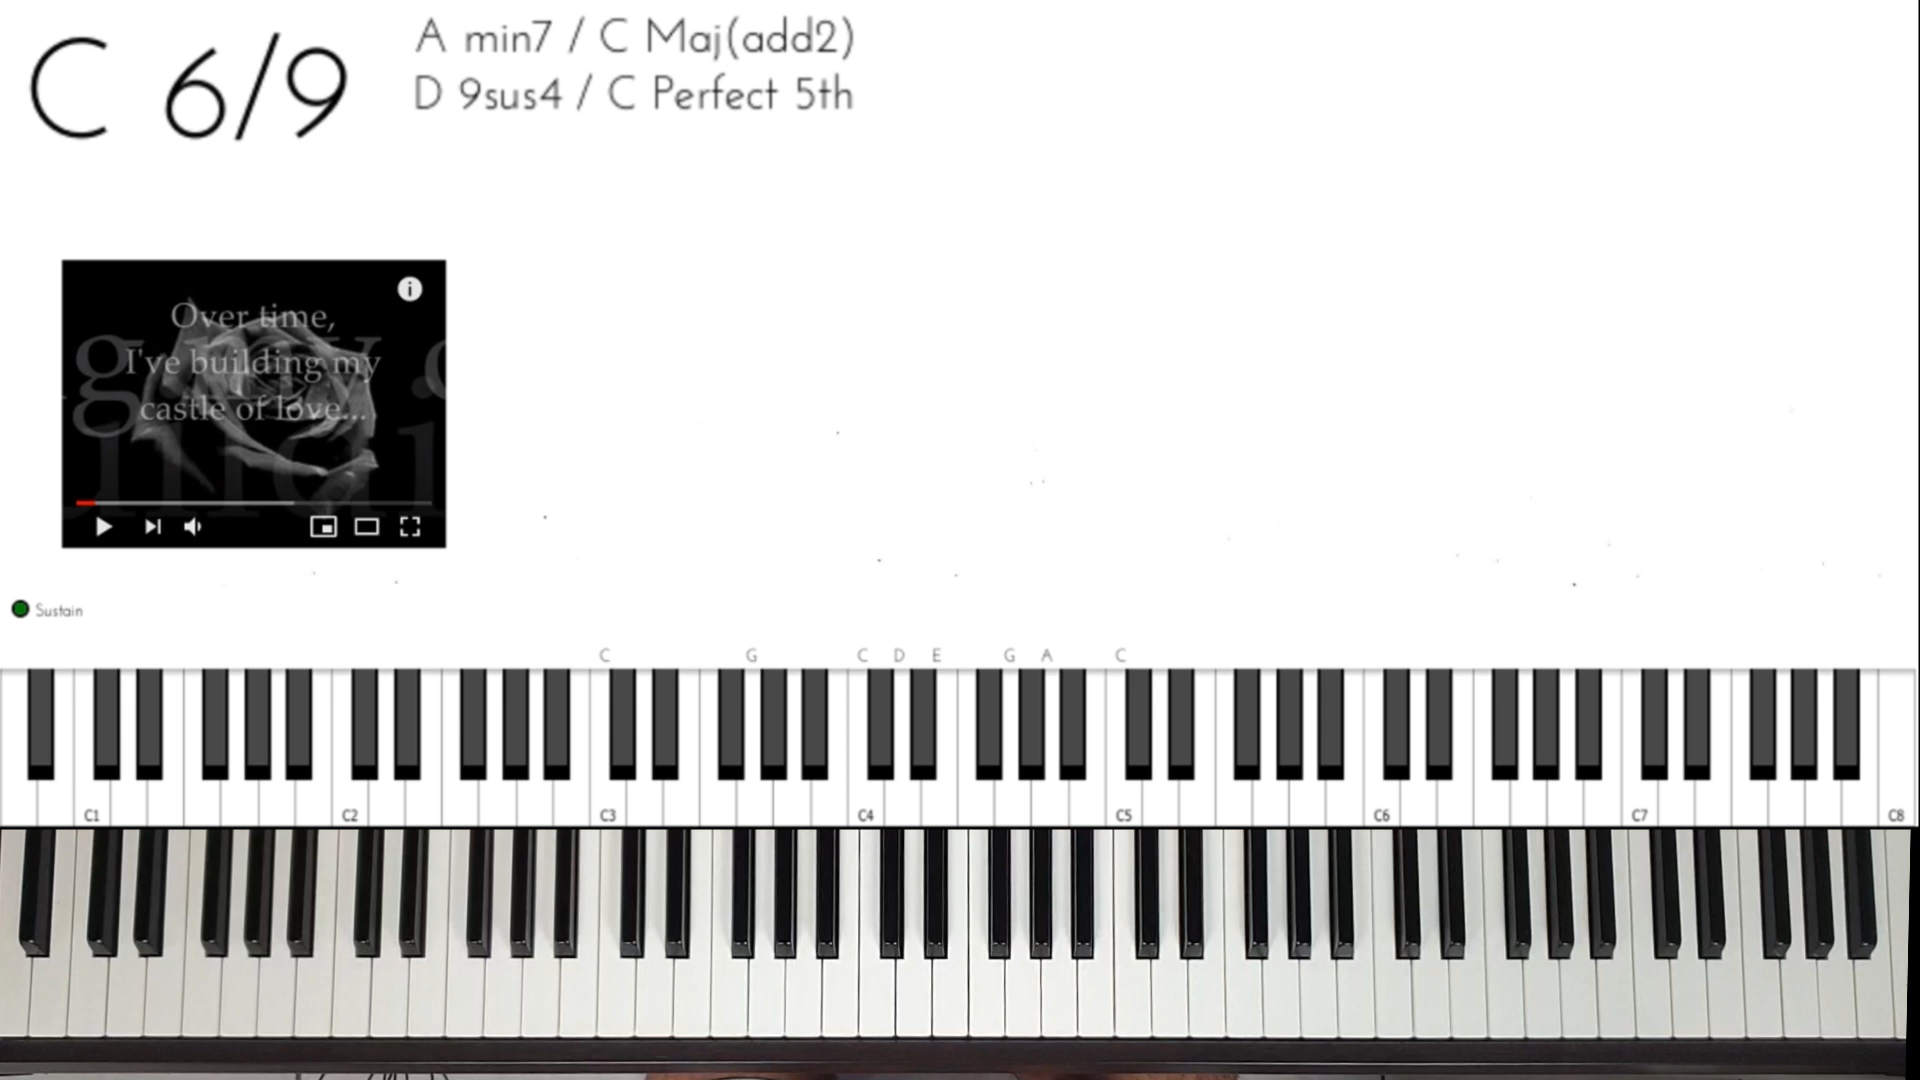 C 6/9
A min7 / C Maj(add2)
D 9sus4 / C Perfect 5th
i
Over time,
I've building my
castle of love...
Sustain
C G C D E G A C
C1 C2 C3 C4 C5 C6 C7 C8